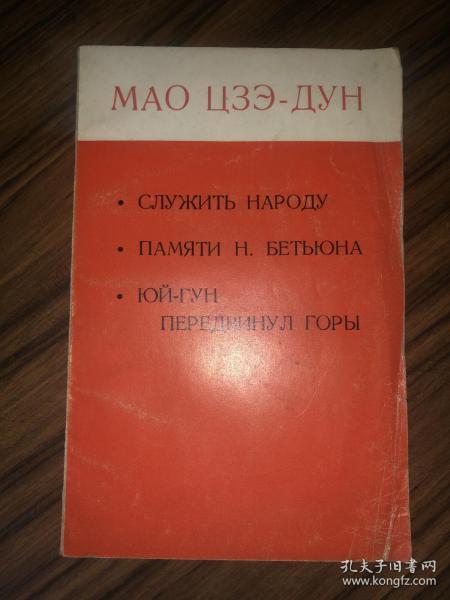 МАО ЦЗЭ-ДУН
• СЛУЖИТЬ НАРОДУ
• ПАМЯТИ Н. БЕТЬЮНА
• ЮЙ-ГУН
ПЕРЕДВИНУЛ ГОРЫ
孔夫子旧书网
www.kongfz.com